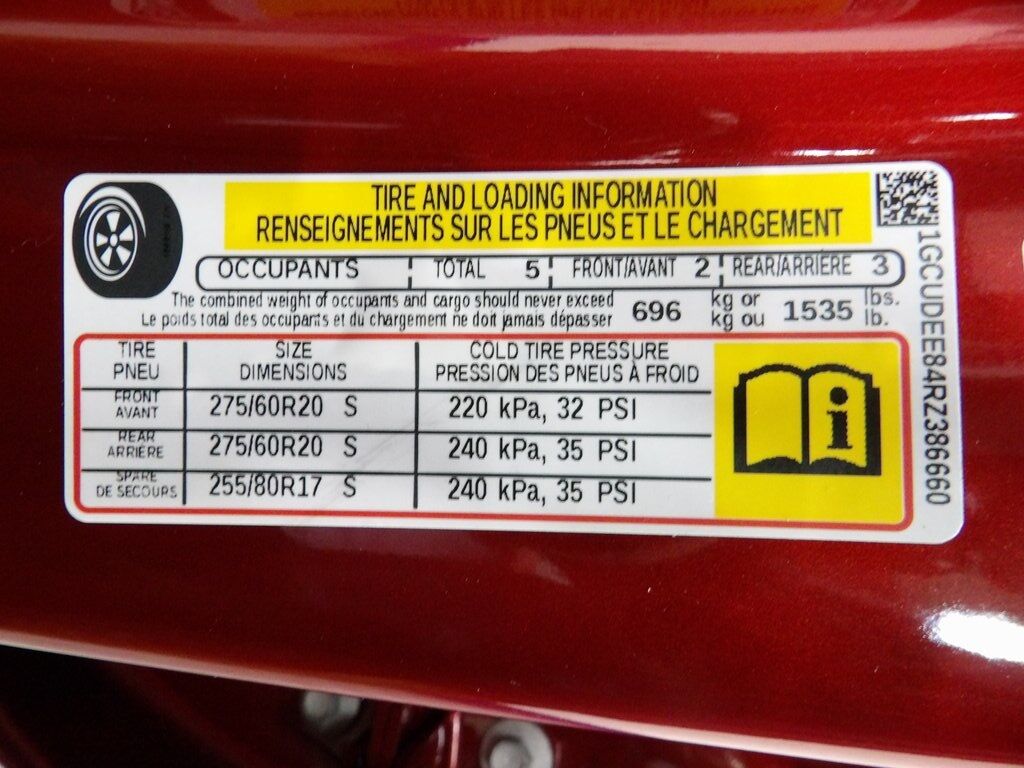 TIRE AND LOADING INFORMATION
RENSEIGNEMENTS SUR LES PNEUS ET LE CHARGEMENT
OCCUPANTS TOTAL 5 FRONT/AVANT 2 REAR/ARRIÈRE 3
The combined weight of occupants and cargo should never exceed 696 kg or 1535 lbs.
Le poids total des occupants et du chargement ne doit jamais dépasser kg ou lb.
TIRE SIZE COLD TIRE PRESSURE
PNEU DIMENSIONS PRESSION DES PNEUS À FROID
FRONT
AVANT 275/60R20 S 220 kPa, 32 PSI
REAR
ARRIÈRE 275/60R20 S 240 kPa, 35 PSI
SPARE
DE SECOURS 255/80R17 S 240 kPa, 35 PSI
i
1GCUDEE84RZ386660